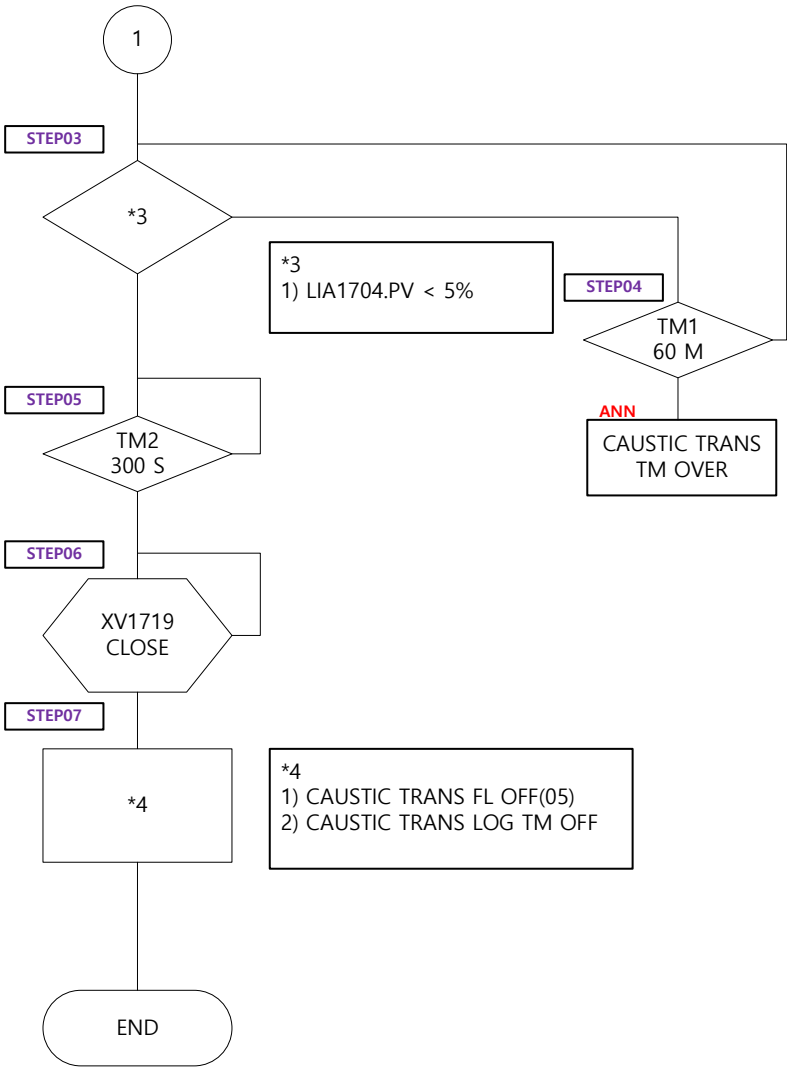 1
STEP03
*3
*3
1) LIA1704.PV < 5%
STEP04
TM1
60 M
STEP05
ANN
TM2
300 S
CAUSTIC TRANS
TM OVER
STEP06
XV1719
CLOSE
STEP07
*4
*4
1) CAUSTIC TRANS FL OFF(05)
2) CAUSTIC TRANS LOG TM OFF
END